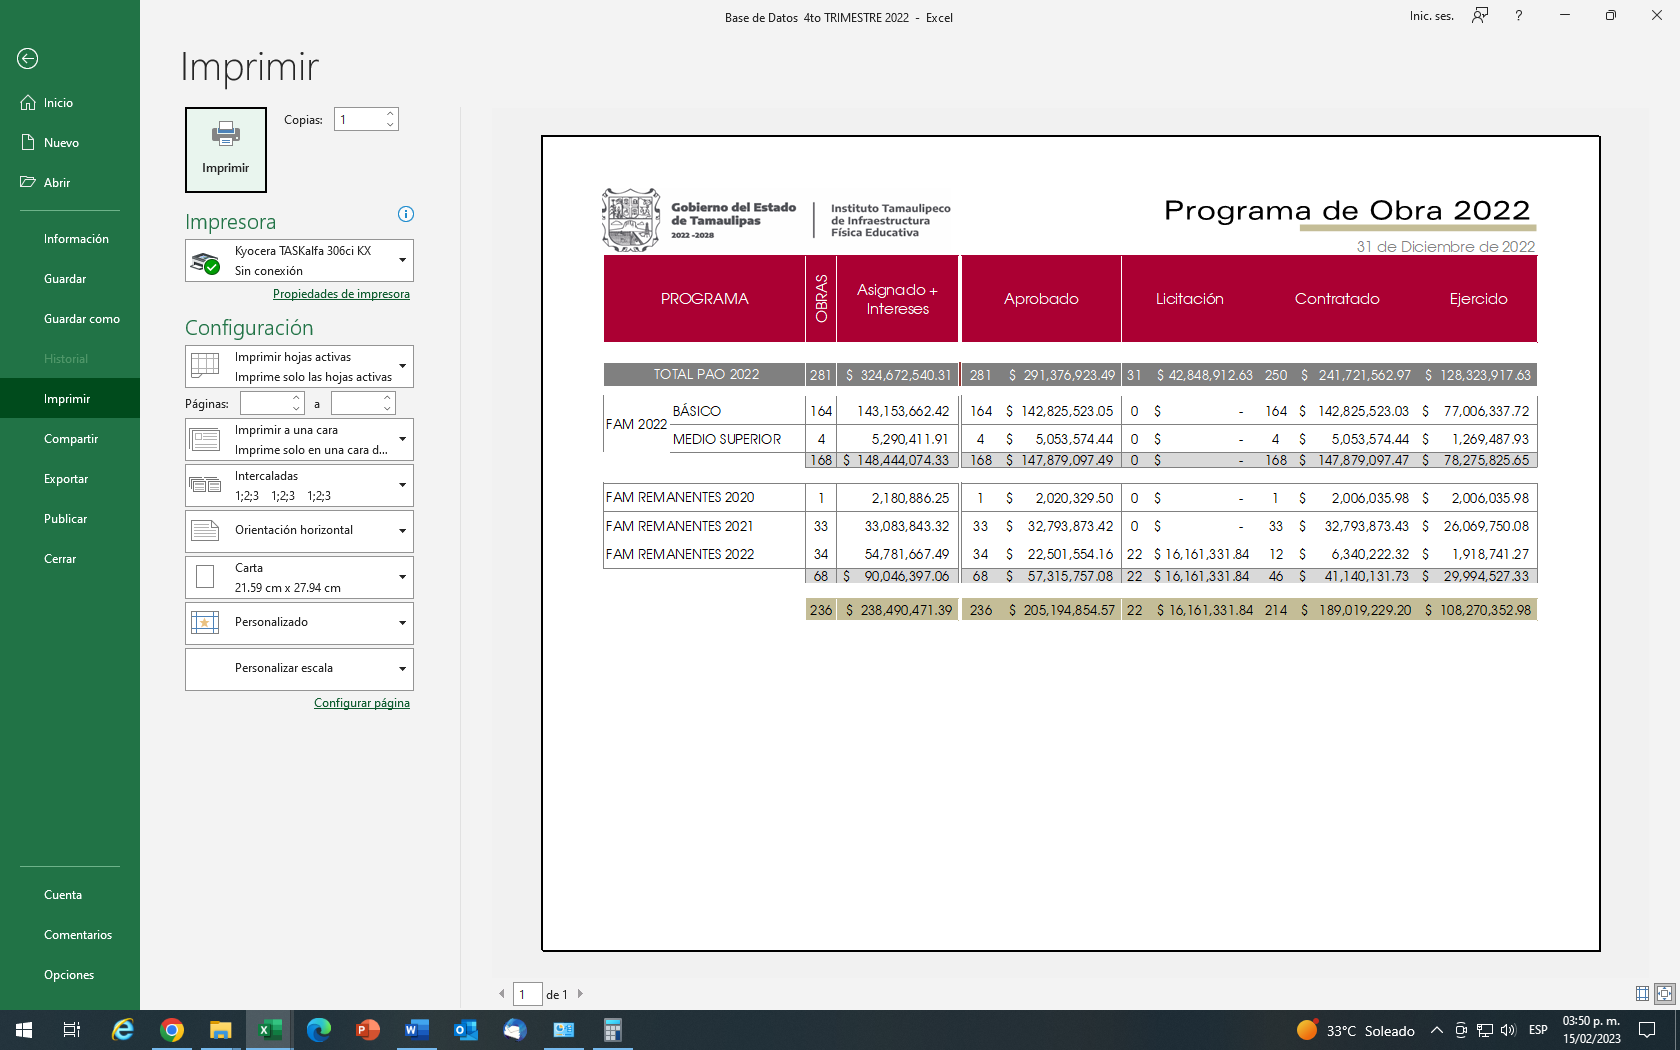 Base de Datos 4to TRIMESTRE 2022 - Excel
Inic. ses.
?
Imprimir
Inicio
Nuevo
Abrir
Información
Guardar
Guardar como
Historial
Imprimir
Compartir
Exportar
Publicar
Cerrar
Cuenta
Comentarios
Opciones
Imprimir
Copias: 1
Impresora
Kyocera TASKalfa 306ci KX
Sin conexión
Propiedades de impresora
Configuración
Imprimir hojas activas
Imprime solo las hojas activas
Páginas: a
Imprimir a una cara
Imprime solo en una cara d...
Intercaladas
1;2;3 1;2;3 1;2;3
Orientación horizontal
Carta
21.59 cm x 27.94 cm
Personalizado
Personalizar escala
Configurar página
Gobierno del Estado
de Tamaulipas
2022 -2028
Instituto Tamaulipeco
de Infraestructura
Física Educativa
Programa de Obra 2022
31 de Diciembre de 2022
PROGRAMA OBRAS Asignado + Intereses Aprobado Licitación Contratado Ejercido
TOTAL PAO 2022 281 $ 324,672,540.31 281 $ 291,376,923.49 31 $ 42,848,912.63 250 $ 241,721,562.97 $ 128,323,917.63
FAM 2022
BÁSICO 164 143,153,662.42 164 $ 142,825,523.05 0 $ - 164 $ 142,825,523.03 $ 77,006,337.72
MEDIO SUPERIOR 4 5,290,411.91 4 $ 5,053,574.44 0 $ - 4 $ 5,053,574.44 $ 1,269,487.93
168 $ 148,444,074.33 168 $ 147,879,097.49 0 $ - 168 $ 147,879,097.47 $ 78,275,825.65
FAM REMANENTES 2020 1 2,180,886.25 1 $ 2,020,329.50 0 $ - 1 $ 2,006,035.98 $ 2,006,035.98
FAM REMANENTES 2021 33 33,083,843.32 33 $ 32,793,873.42 0 $ - 33 $ 32,793,873.43 $ 26,069,750.08
FAM REMANENTES 2022 34 54,781,667.49 34 $ 22,501,554.16 22 $ 16,161,331.84 12 $ 6,340,222.32 $ 1,918,741.27
68 $ 90,046,397.06 68 $ 57,315,757.08 22 $ 16,161,331.84 46 $ 41,140,131.73 $ 29,994,527.33
236 $ 238,490,471.39 236 $ 205,194,854.57 22 $ 16,161,331.84 214 $ 189,019,229.20 $ 108,270,352.98
1 de 1
33°C Soleado
ESP
03:50 p. m.
15/02/2023